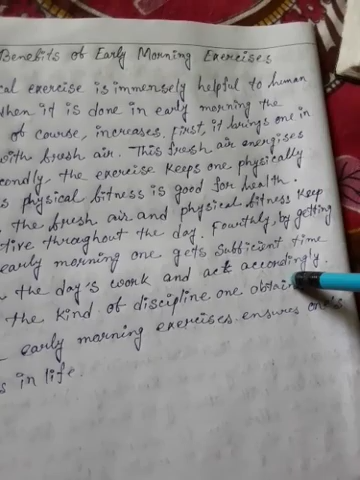 Benefits of Early Morning Exercises
cal exercise is immensely helpful to human
when it is done in early morning the
of course, increases. First, it brings one in
with fresh air. This fresh air energises
condly, the exercise keeps one physically
s physical fitness is good for health.
, the fresh air and physical fitness keep
tive throughout the day. Fourthly, by getting
early morning one gets sufficient time
the day's work and act accordingly.
the kind of discipline one obtain
early morning exercises ensures one's
s in life.